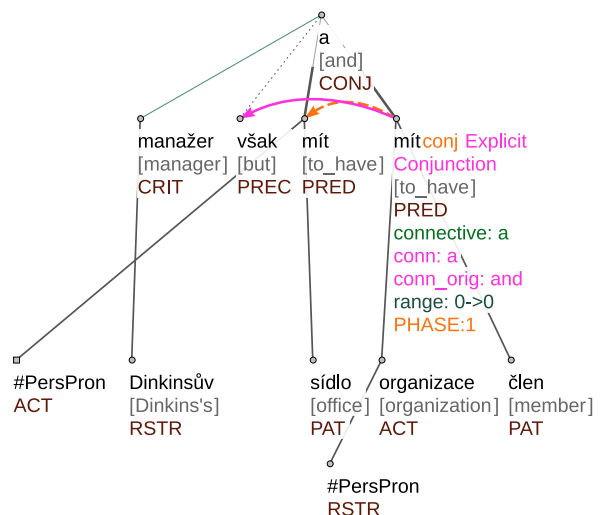 a
[and]
CONJ
manažer
[manager]
CRIT
však
[but]
PREC
mít
[to_have]
PRED
mít conj Explicit
Conjunction
[to_have]
PRED
connective: a
conn: a
conn_orig: and
range: 0->0
PHASE:1
#PersPron
ACT
Dinkinsův
[Dinkins's]
RSTR
sídlo
[office]
PAT
organizace
[organization]
ACT
člen
[member]
PAT
#PersPron
RSTR